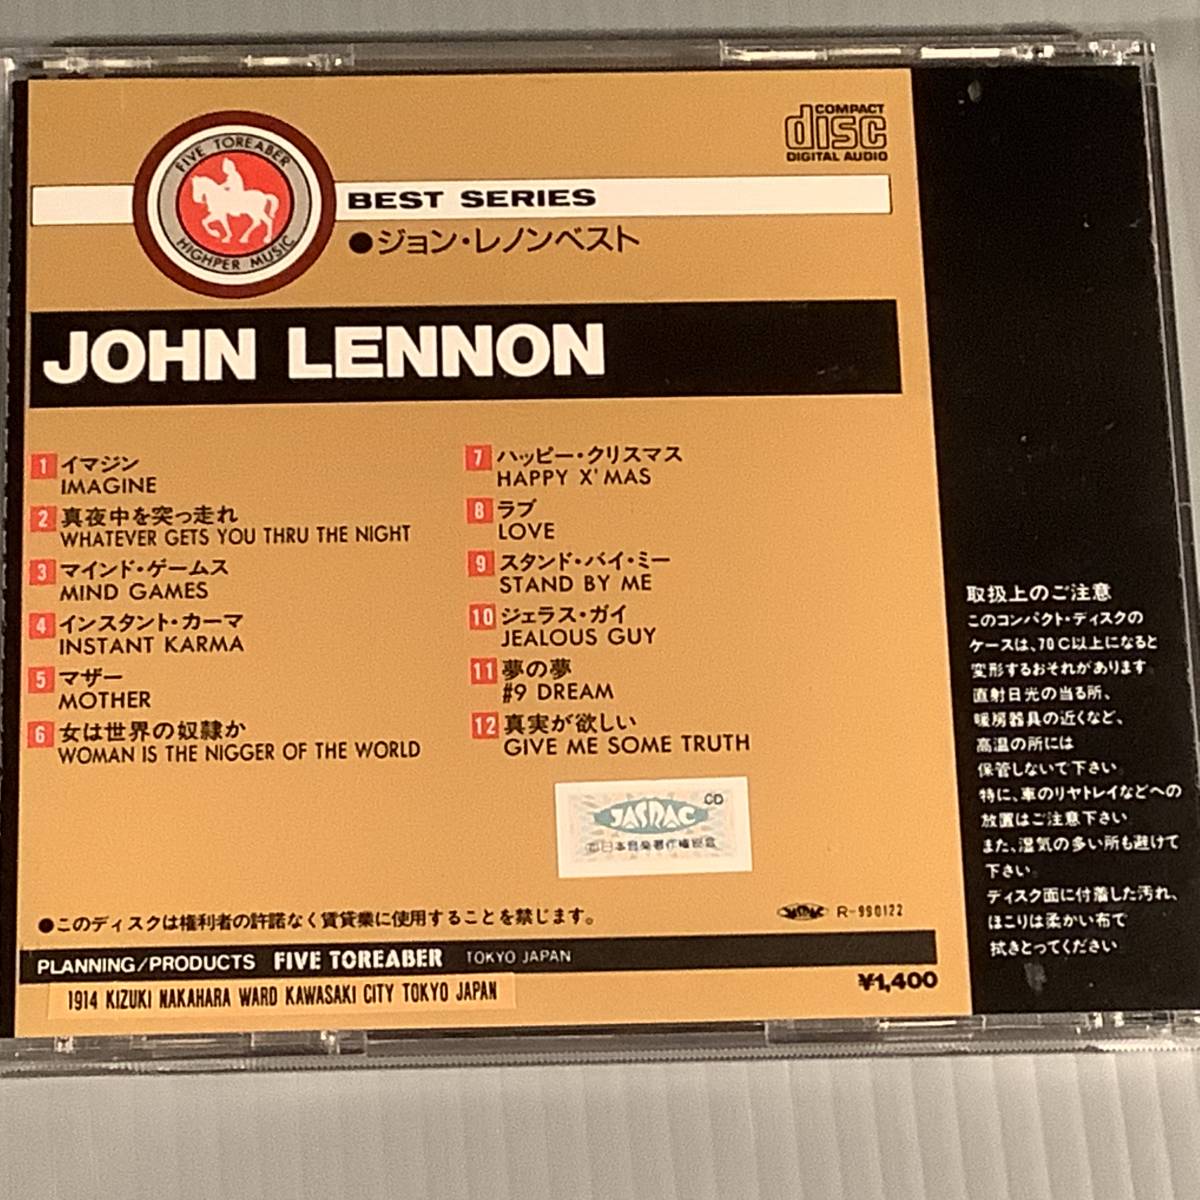 FIVE TOREABER
HIGHPER MUSIC
COMPACT
disc
DIGITAL AUDIO
BEST SERIES
●ジョン・レノンベスト
JOHN LENNON
1 イマジン
IMAGINE
2 真夜中を突っ走れ
WHATEVER GETS YOU THRU THE NIGHT
3 マインド・ゲームス
MIND GAMES
4 インスタント・カーマ
INSTANT KARMA
5 マザー
MOTHER
6 女は世界の奴隷か
WOMAN IS THE NIGGER OF THE WORLD
7 ハッピー・クリスマス
HAPPY X'MAS
8 ラブ
LOVE
9 スタンド・バイ・ミー
STAND BY ME
10 ジェラス・ガイ
JEALOUS GUY
11 夢の夢
#9 DREAM
12 真実が欲しい
GIVE ME SOME TRUTH
CD
JASRAC
日本音楽著作権協会
●このディスクは権利者の許諾なく賃貸業に使用することを禁じます。
JASRAC R-990122
PLANNING/PRODUCTS FIVE TOREABER TOKYO JAPAN
1914 KIZUKI NAKAHARA WARD KAWASAKI CITY TOKYO JAPAN
¥1,400
取扱上のご注意
このコンパクト・ディスクの
ケースは、70C以上になると
変形するおそれがあります
直射日光の当る所、
暖房器具の近くなど、
高温の所には
保管しないで下さい
特に、車のリヤトレイなどへの
放置はご注意下さい
また、湿気の多い所も避けて
下さい
ディスク面に付着した汚れ、
ほこりは柔かい布で
拭きとってください